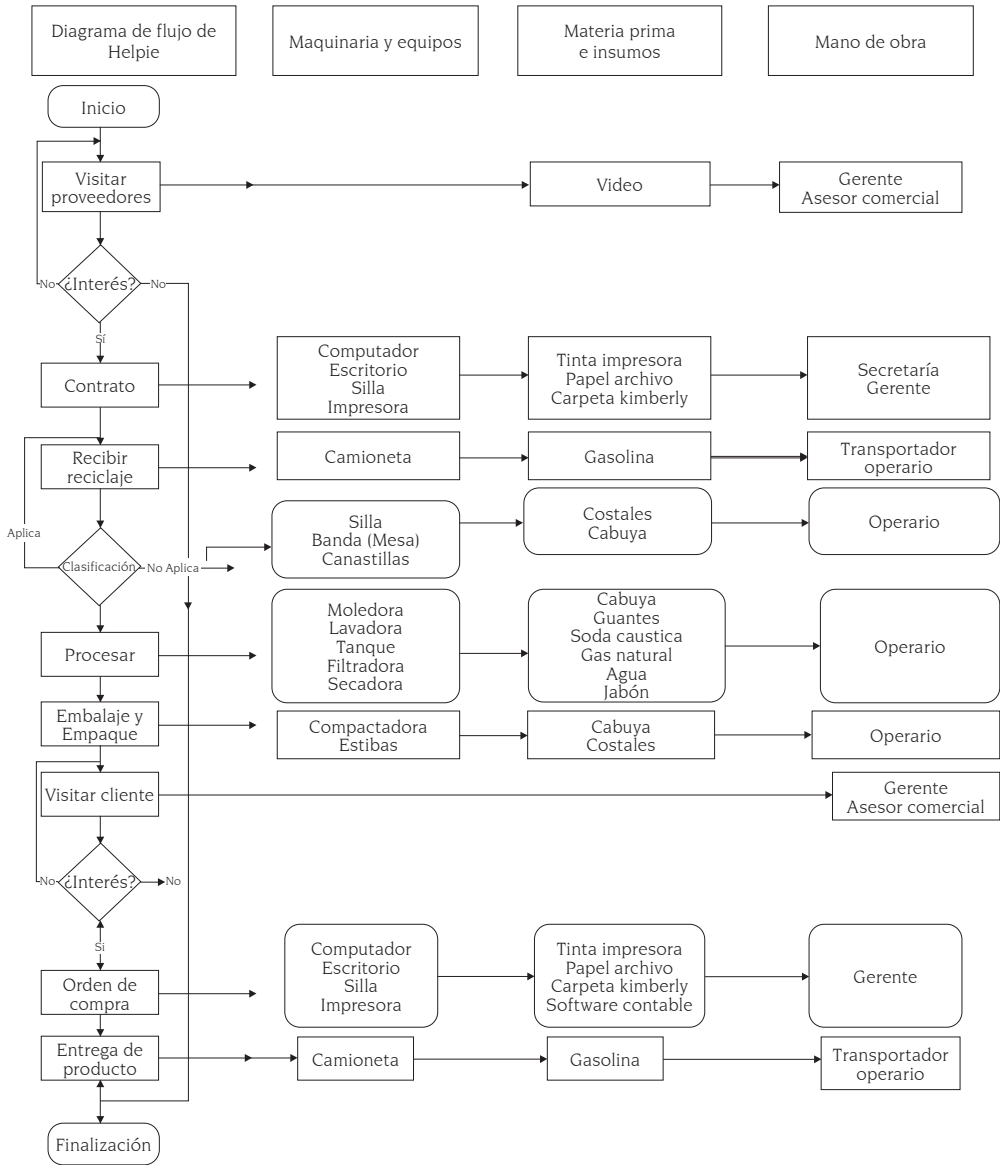 Diagrama de flujo de
Helpie
Maquinaria y equipos
Materia prima
e insumos
Mano de obra
Inicio
Visitar
proveedores
Video
Gerente
Asesor comercial
No
¿Interés?
No
Sí
Contrato
Computador
Escritorio
Silla
Impresora
Tinta impresora
Papel archivo
Carpeta kimberly
Secretaría
Gerente
Recibir
reciclaje
Camioneta
Gasolina
Transportador
operario
Aplica
Clasificación
No Aplica
Silla
Banda (Mesa)
Canastillas
Costales
Cabuya
Operario
Procesar
Moledora
Lavadora
Tanque
Filtradora
Secadora
Cabuya
Guantes
Soda caustica
Gas natural
Agua
Jabón
Operario
Embalaje y
Empaque
Compactadora
Estibas
Cabuya
Costales
Operario
Visitar cliente
Gerente
Asesor comercial
No
¿Interés?
No
Si
Orden de
compra
Computador
Escritorio
Silla
Impresora
Tinta impresora
Papel archivo
Carpeta kimberly
Software contable
Gerente
Entrega de
producto
Camioneta
Gasolina
Transportador
operario
Finalización